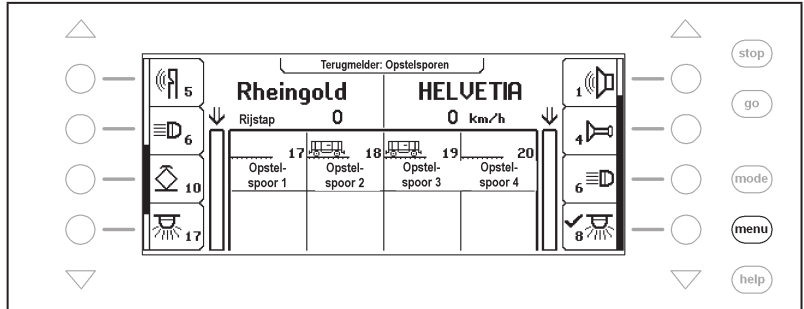 Terugmelder: Opstelsporen
Rheingold HELVETIA
Rijstap 0 0 km/h
5 1
6 4
10 6
17 8
17 18 19 20
Opstel- Opstel- Opstel- Opstel-
spoor 1 spoor 2 spoor 3 spoor 4
stop
go
mode
menu
help